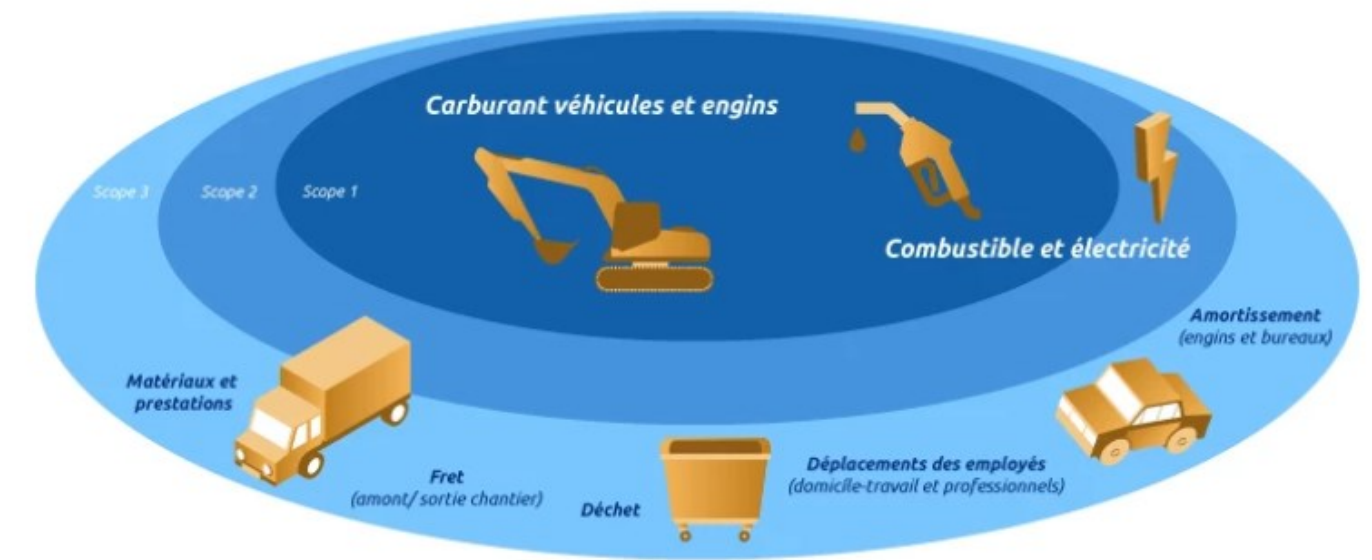 Carburant véhicules et engins
Scope 3
Scope 2
Scope 1
Combustible et électricité
Amortissement
(engins et bureaux)
Matériaux et
prestations
Fret
(amont/ sortie chantier)
Déchet
Déplacements des employés
(domicile-travail et professionnels)